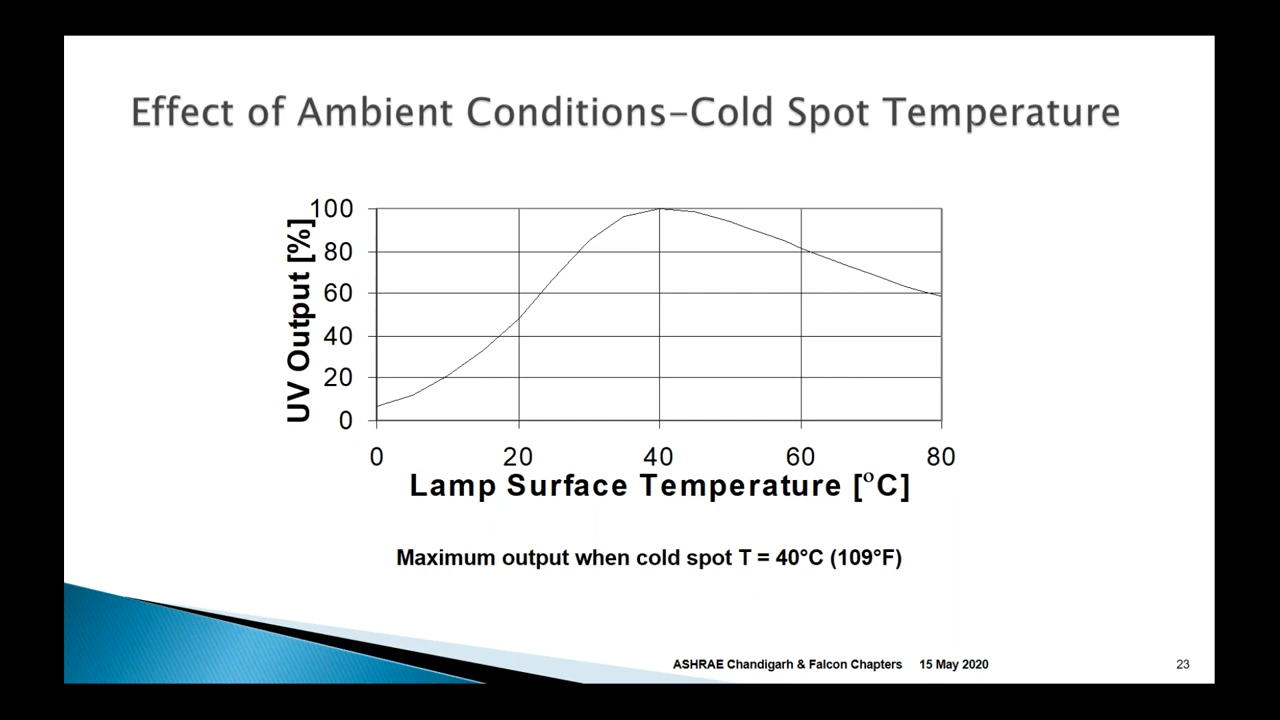 Effect of Ambient Conditions-Cold Spot Temperature
UV Output [%]
100
80
60
40
20
0
0 20 40 60 80
Lamp Surface Temperature [°C]
Maximum output when cold spot T = 40°C (109°F)
ASHRAE Chandigarh & Falcon Chapters 15 May 2020 23